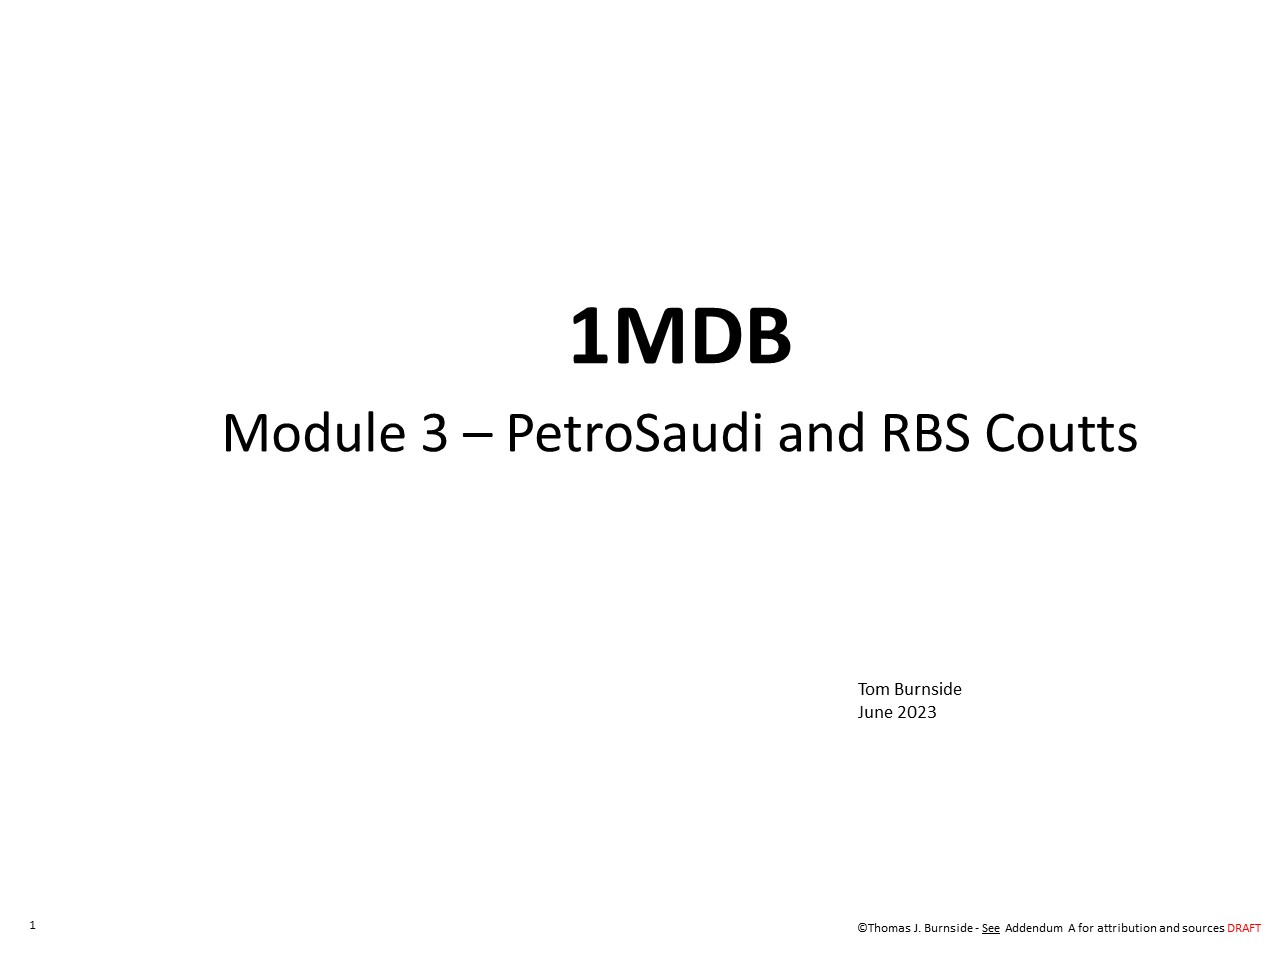 1MDB
Module 3 – PetroSaudi and RBS Coutts
Tom Burnside
June 2023
1
©Thomas J. Burnside - See Addendum A for attribution and sources DRAFT